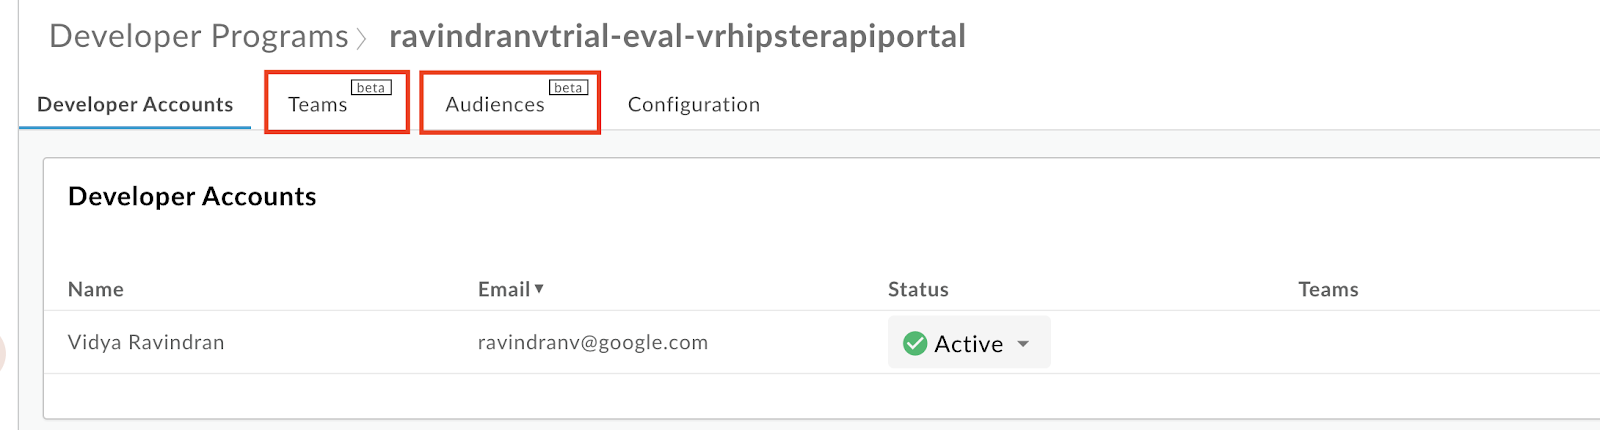 Developer Programs › ravindranvtrial-eval-vrhipsterapiportal
Developer Accounts Teams beta Audiences beta Configuration
Developer Accounts
Name Email▼ Status Teams
Vidya Ravindran ravindranv@google.com Active